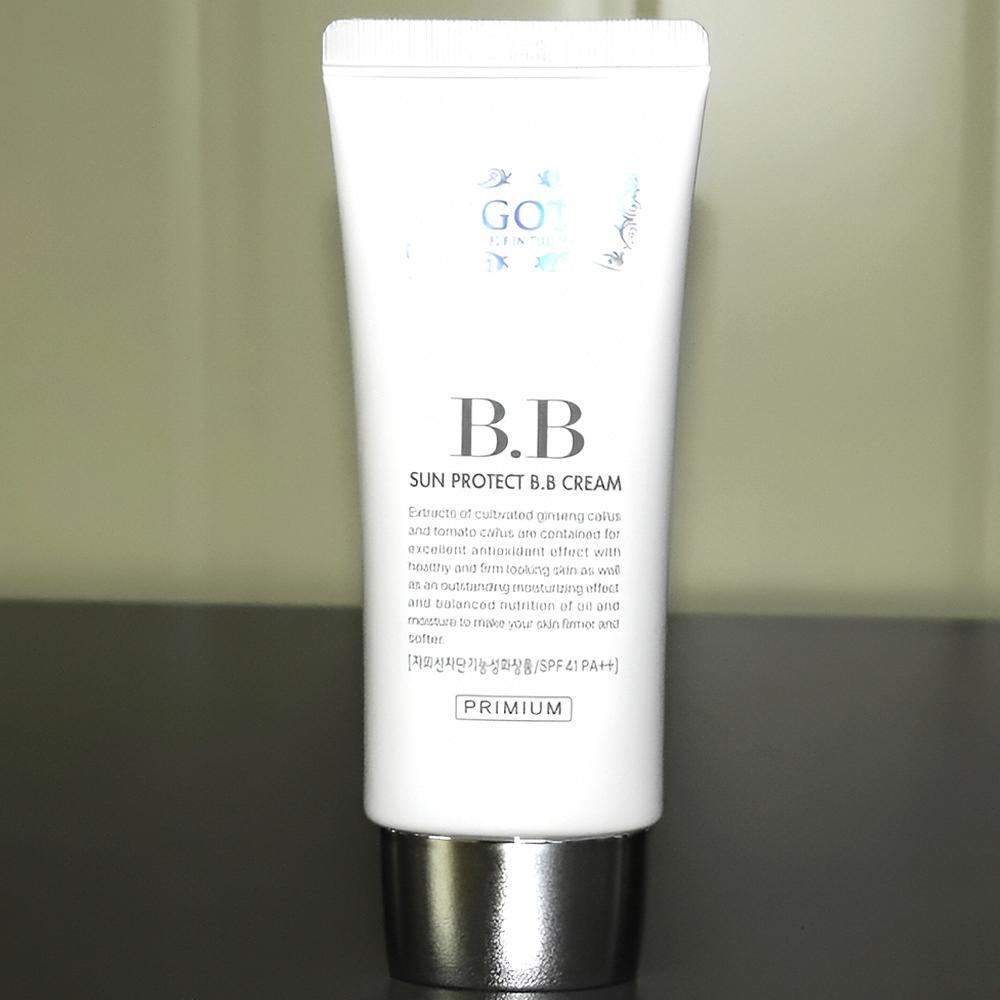 GOT
B.B
SUN PROTECT B.B CREAM
Extracts of cultivated ginseng callus
and tomato callus are contained for
excellent antioxidant effect with
healthy and firm looking skin as well
as an outstanding moisturizing effect
and balanced nutrition of oil and
moisture to make your skin firmer and
softer.
[자외선차단기능성화장품/SPF 41 PA++]
PRIMIUM